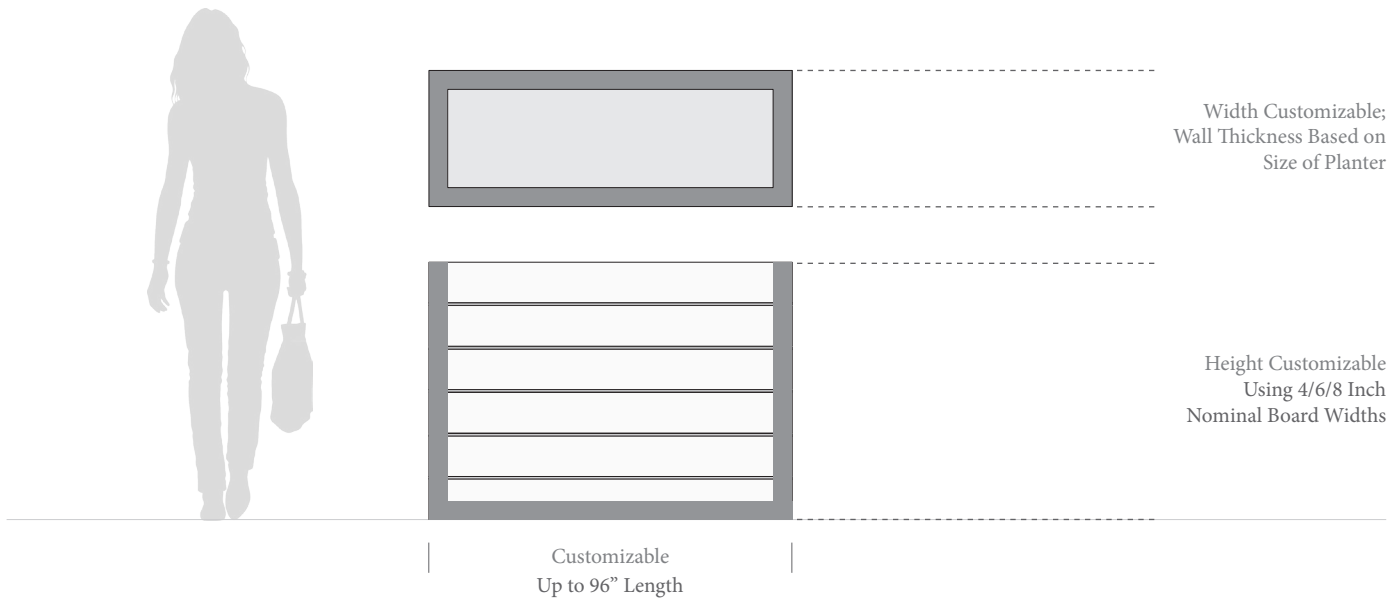 Width Customizable;
Wall Thickness Based on
Size of Planter
Height Customizable
Using 4/6/8 Inch
Nominal Board Widths
Customizable
Up to 96” Length